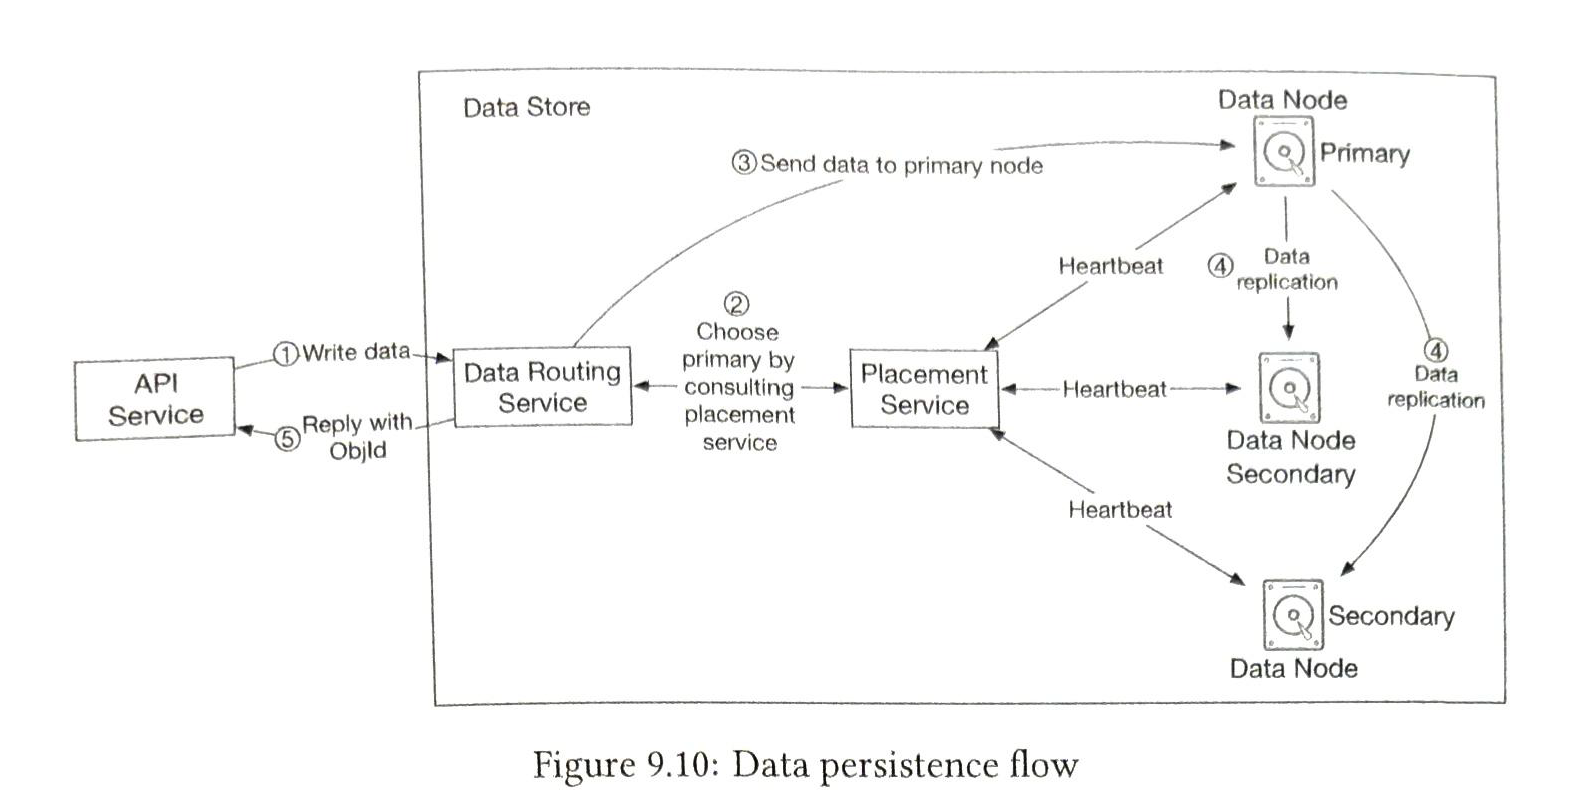 Data Store
Data Node
Primary
③ Send data to primary node
Heartbeat
④ Data
replication
②
Choose
primary by
consulting
placement
service
① Write data
API
Service
Data Routing
Service
Placement
Service
Heartbeat
④
Data
replication
⑤ Reply with
ObjId
Data Node
Secondary
Heartbeat
Secondary
Data Node
Figure 9.10: Data persistence flow